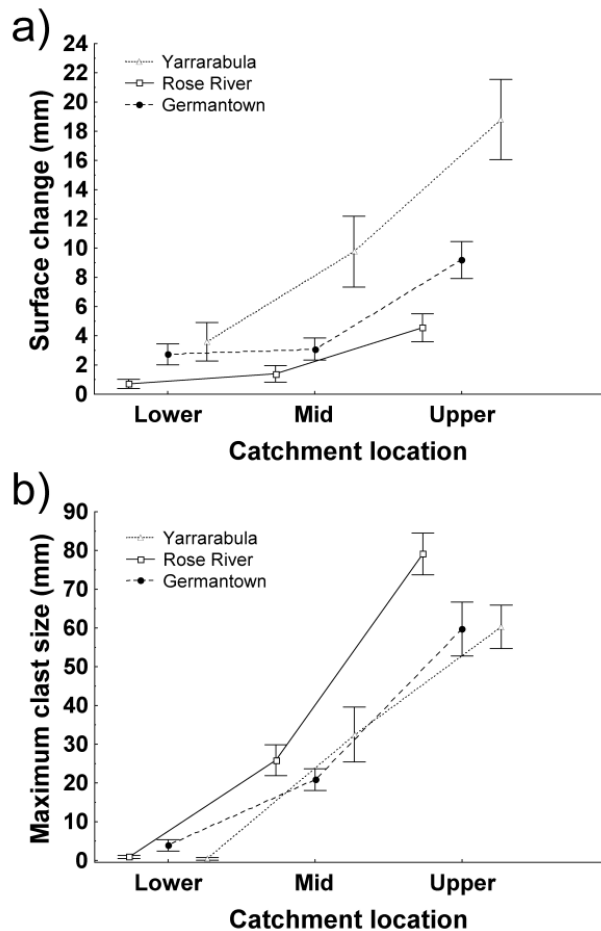 a)
24
22
20
18
16
14
12
10
8
6
4
2
0
Surface change (mm)
Yarrarabula
Rose River
Germantown
Lower Mid Upper
Catchment location
b)
90
80
70
60
50
40
30
20
10
0
Maximum clast size (mm)
Yarrarabula
Rose River
Germantown
Lower Mid Upper
Catchment location